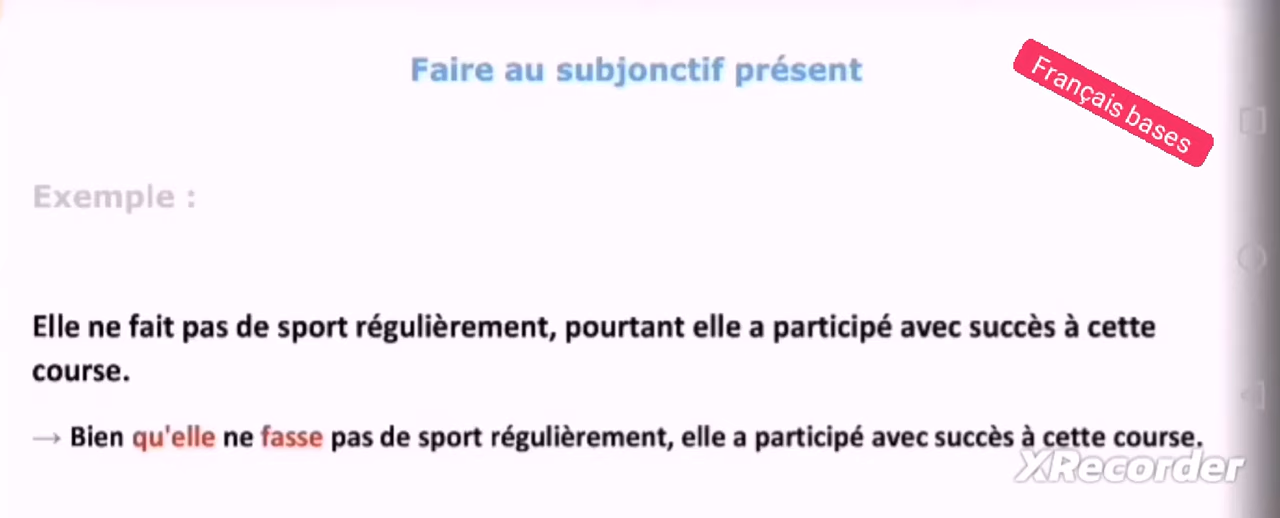 Faire au subjonctif présent
Français bases
Exemple :
Elle ne fait pas de sport régulièrement, pourtant elle a participé avec succès à cette
course.
→ Bien qu'elle ne fasse pas de sport régulièrement, elle a participé avec succès à cette course.
XRecorder